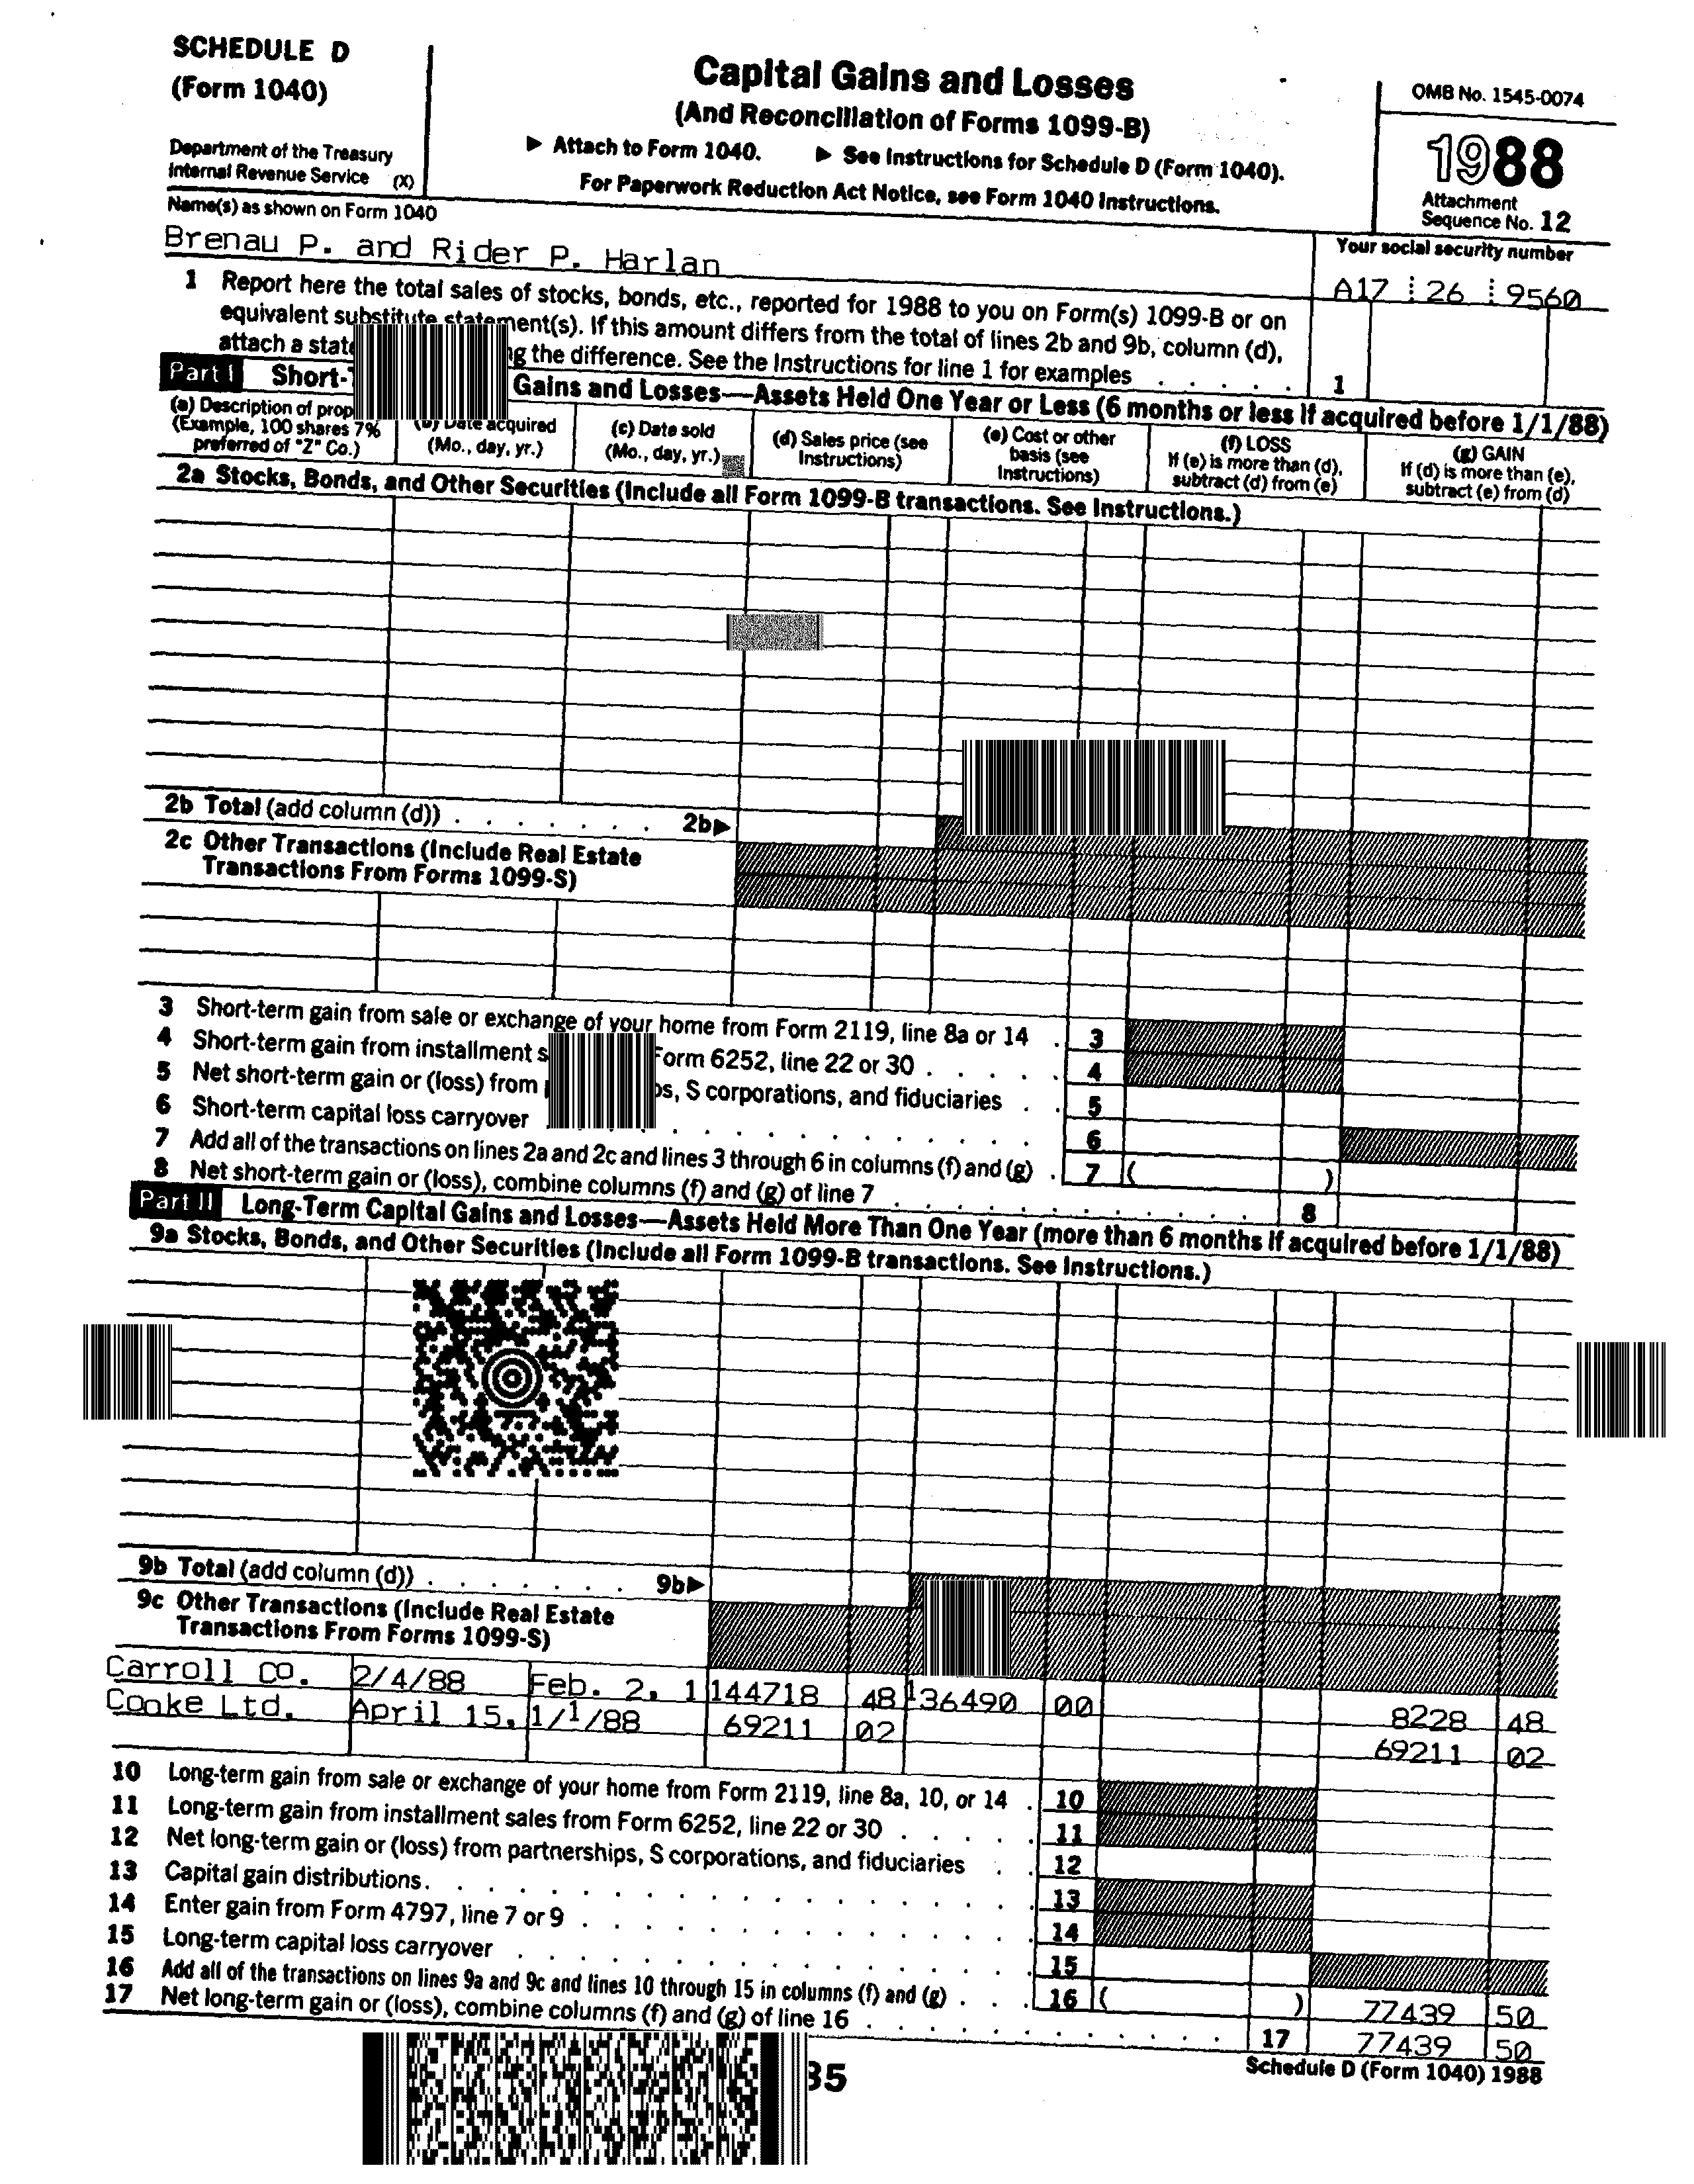 SCHEDULE D
(Form 1040)
Department of the Treasury
Internal Revenue Service (X)
Capital Gains and Losses
(And Reconciliation of Forms 1099-B)
▶ Attach to Form 1040. ▶ See Instructions for Schedule D (Form 1040).
For Paperwork Reduction Act Notice, see Form 1040 Instructions.
OMB No. 1545-0074
1988
Attachment
Sequence No. 12
Name(s) as shown on Form 1040
Brenau P. and Rider P. Harlan
Your social security number
A17 26 9560
1 Report here the total sales of stocks, bonds, etc., reported for 1988 to you on Form(s) 1099-B or on
equivalent substitute statement(s). If this amount differs from the total of lines 2b and 9b, column (d),
attach a the difference. See the Instructions for line 1 for examples . . . . . 1
Part I Short- Gains and Losses—Assets Held One Year or Less (6 months or less if acquired before 1/1/88)
(a) Description of
(Example, 100 shares 7%
preferred of "Z" Co.)
(b) Date acquired
(Mo., day, yr.)
(c) Date sold
(Mo., day, yr.)
(d) Sales price (see
Instructions)
(e) Cost or other
basis (see
Instructions)
(f) LOSS
If (e) is more than (d),
subtract (d) from (e)
(g) GAIN
If (d) is more than (e),
subtract (e) from (d)
2a Stocks, Bonds, and Other Securities (Include all Form 1099-B transactions. See Instructions.)
2b Total (add column (d)) . . . . . . . 2b▶
2c Other Transactions (Include Real Estate
Transactions From Forms 1099-S)
3 Short-term gain from sale or exchange of your home from Form 2119, line 8a or 14 . 3
4 Short-term gain from installment Form 6252, line 22 or 30 . . . . . 4
5 Net short-term gain or (loss) from S corporations, and fiduciaries . . 5
6 Short-term capital loss carryover . . . . . . . . . . . . 6
7 Add all of the transactions on lines 2a and 2c and lines 3 through 6 in columns (f) and (g) . 7 ( )
8 Net short-term gain or (loss), combine columns (f) and (g) of line 7 . . . . . . . . . . . . 8
Part II Long-Term Capital Gains and Losses—Assets Held More Than One Year (more than 6 months if acquired before 1/1/88)
9a Stocks, Bonds, and Other Securities (Include all Form 1099-B transactions. See Instructions.)
9b Total (add column (d)) . . . . . . . 9b▶
9c Other Transactions (Include Real Estate
Transactions From Forms 1099-S)
Carroll co. 2/4/88 Feb. 2, 1 144718 48 136490 00 8228 48
Cooke Ltd. April 15, 1/1/88 69211 02 69211 02
10 Long-term gain from sale or exchange of your home from Form 2119, line 8a, 10, or 14 . 10
11 Long-term gain from installment sales from Form 6252, line 22 or 30 . . . . . 11
12 Net long-term gain or (loss) from partnerships, S corporations, and fiduciaries . . 12
13 Capital gain distributions . . . . . . . . . . . . . . . . 13
14 Enter gain from Form 4797, line 7 or 9 . . . . . . . . . . . . 14
15 Long-term capital loss carryover . . . . . . . . . . . . . . 15
16 Add all of the transactions on lines 9a and 9c and lines 10 through 15 in columns (f) and (g) . . . 16 ( ) 77439 50
17 Net long-term gain or (loss), combine columns (f) and (g) of line 16 . . . . . . . . . . . . 17 77439 50
Schedule D (Form 1040) 1988